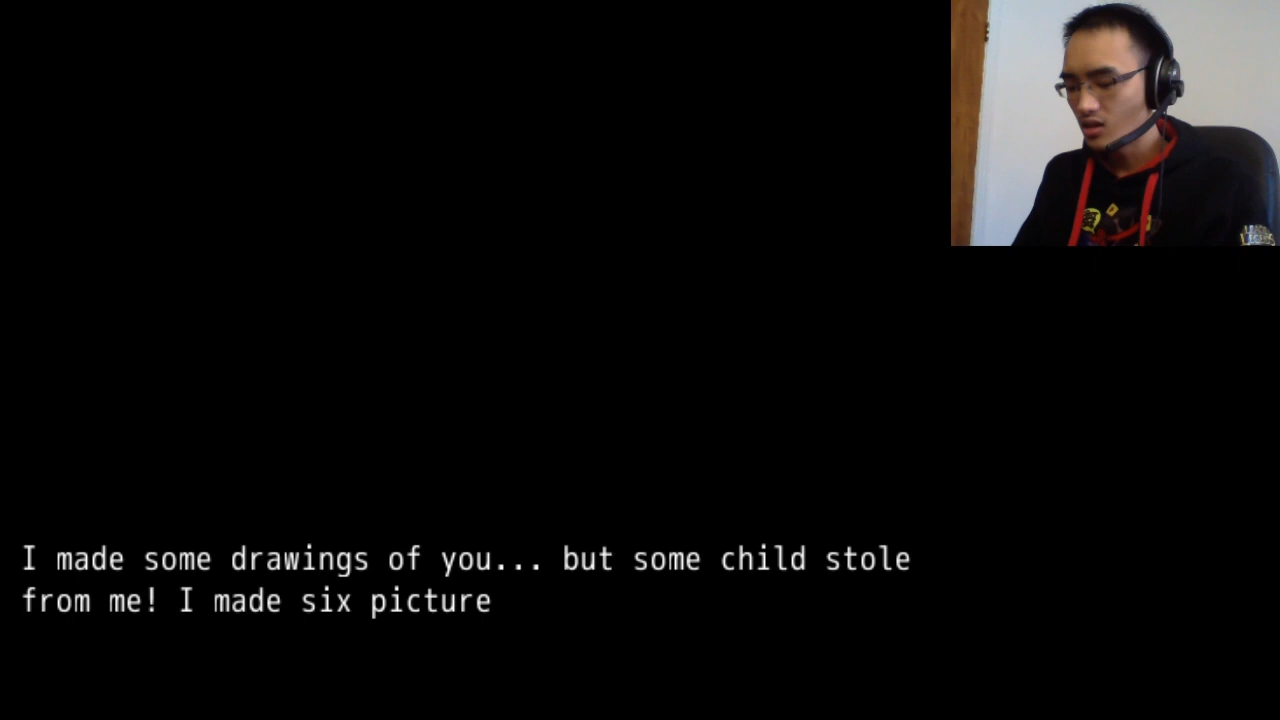 I made some drawings of you... but some child stole
from me! I made six picture